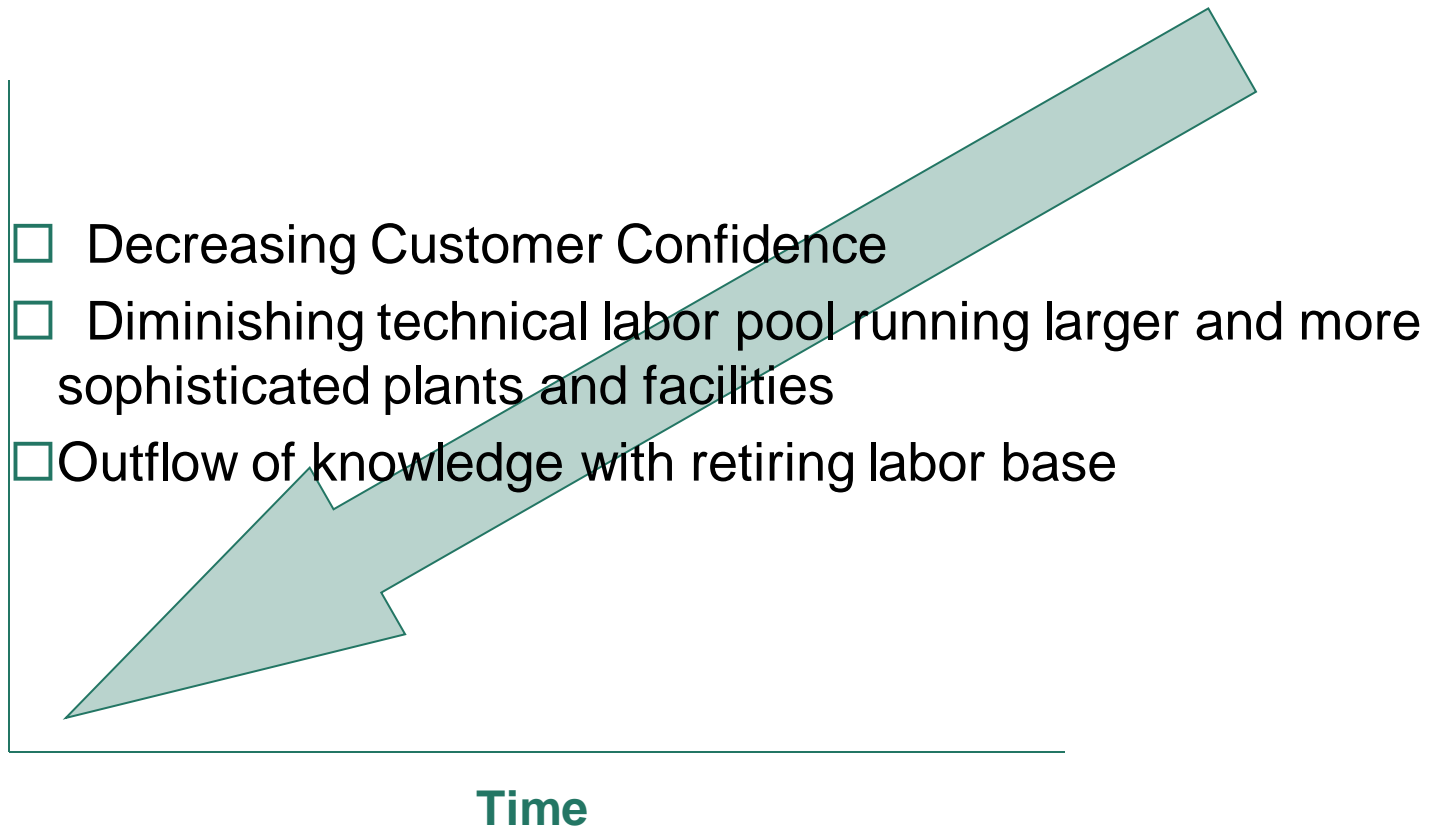 □ Decreasing Customer Confidence
□ Diminishing technical labor pool running larger and more
sophisticated plants and facilities
□Outflow of knowledge with retiring labor base
Time